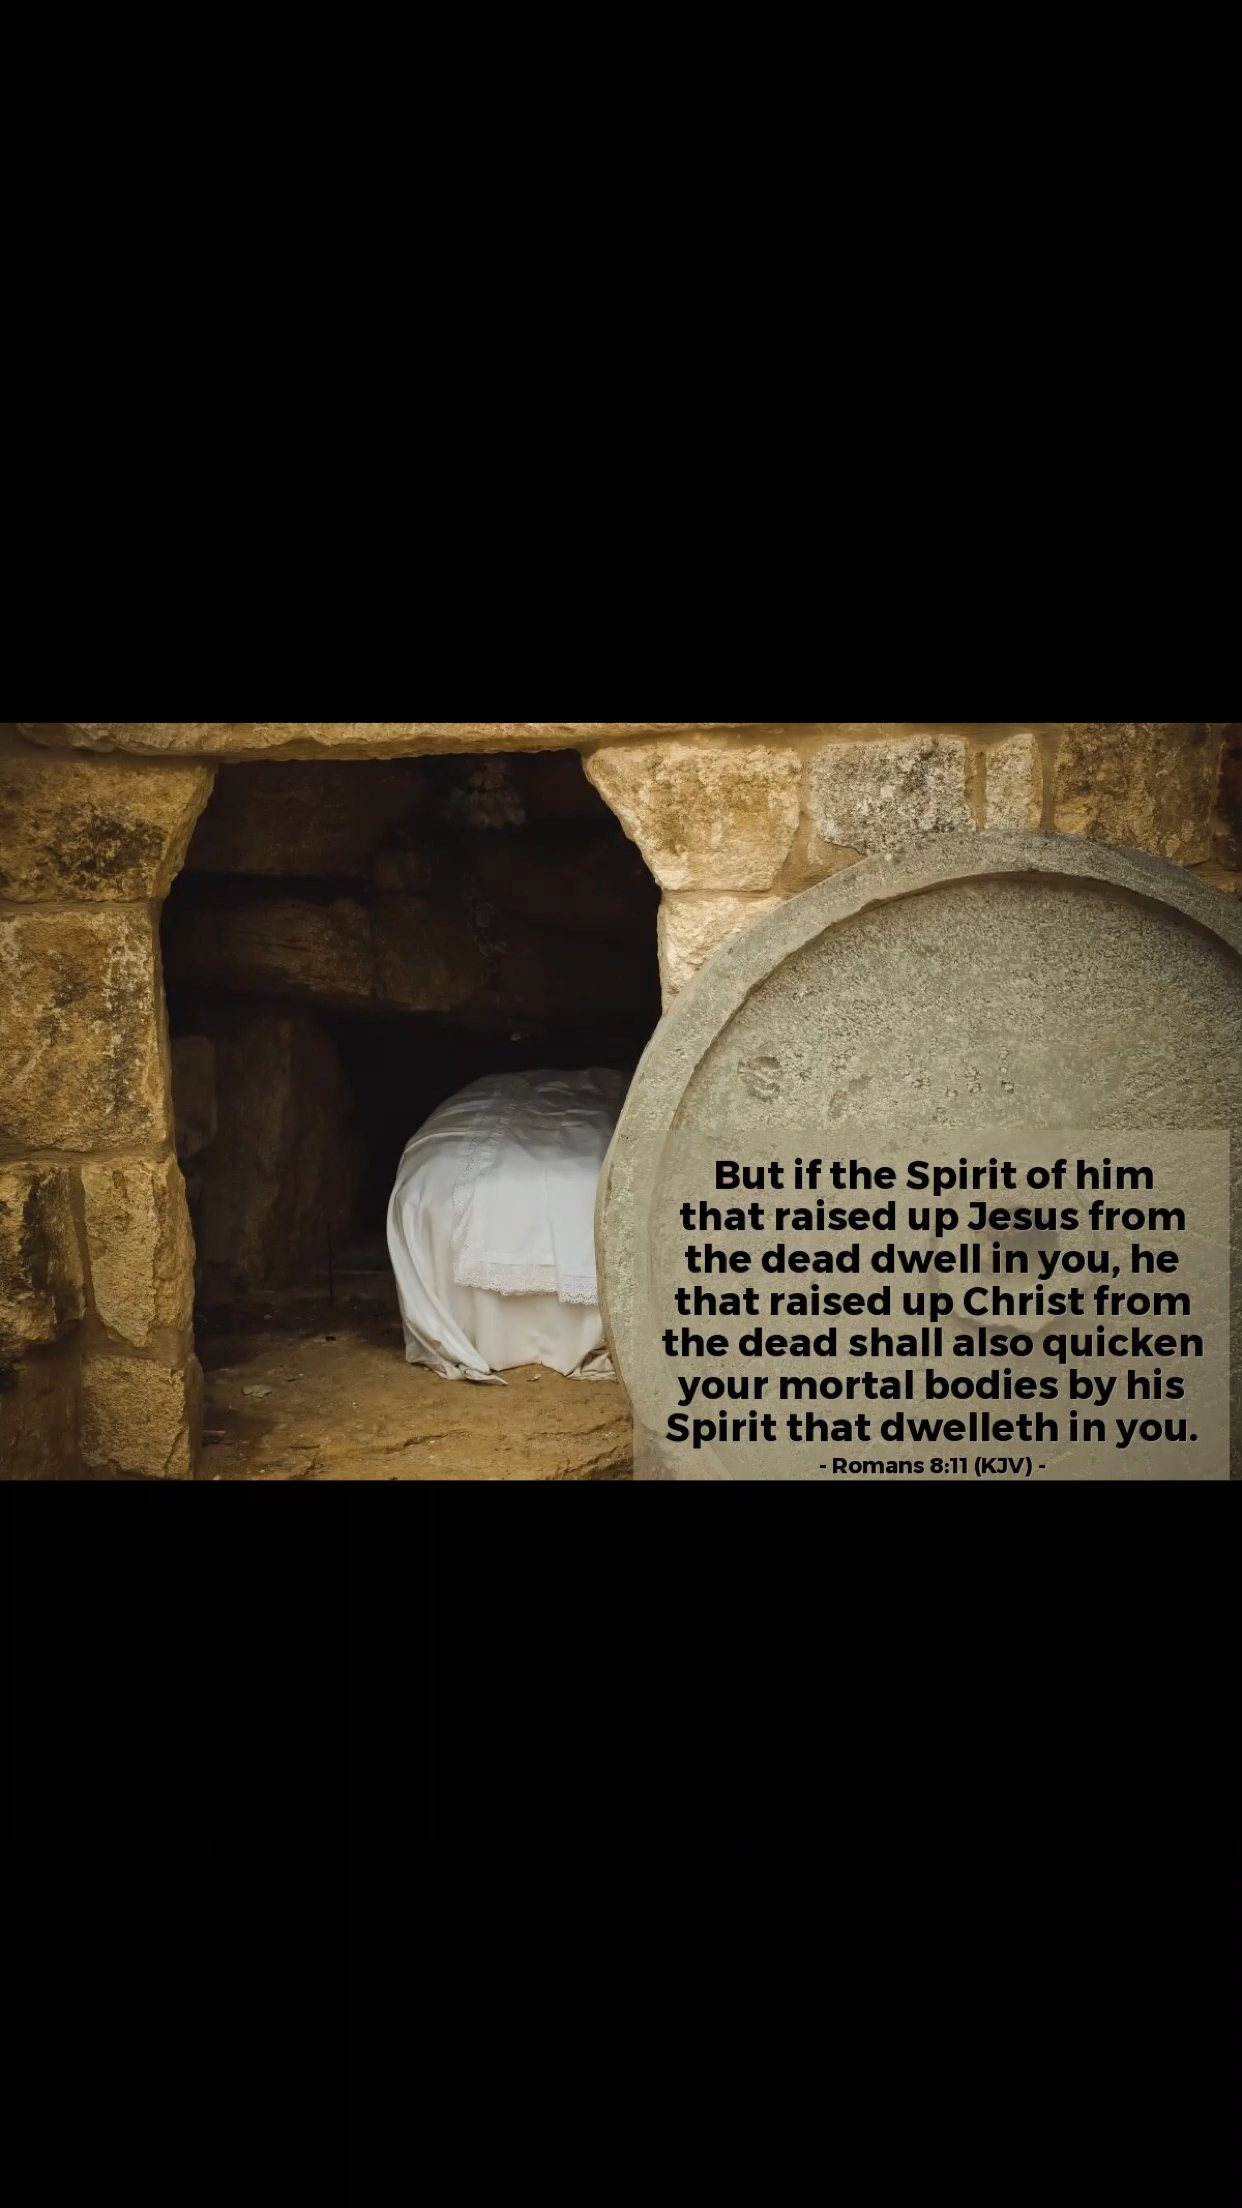 But if the Spirit of him
that raised up Jesus from
the dead dwell in you, he
that raised up Christ from
the dead shall also quicken
your mortal bodies by his
Spirit that dwelleth in you.
- Romans 8:11 (KJV) -